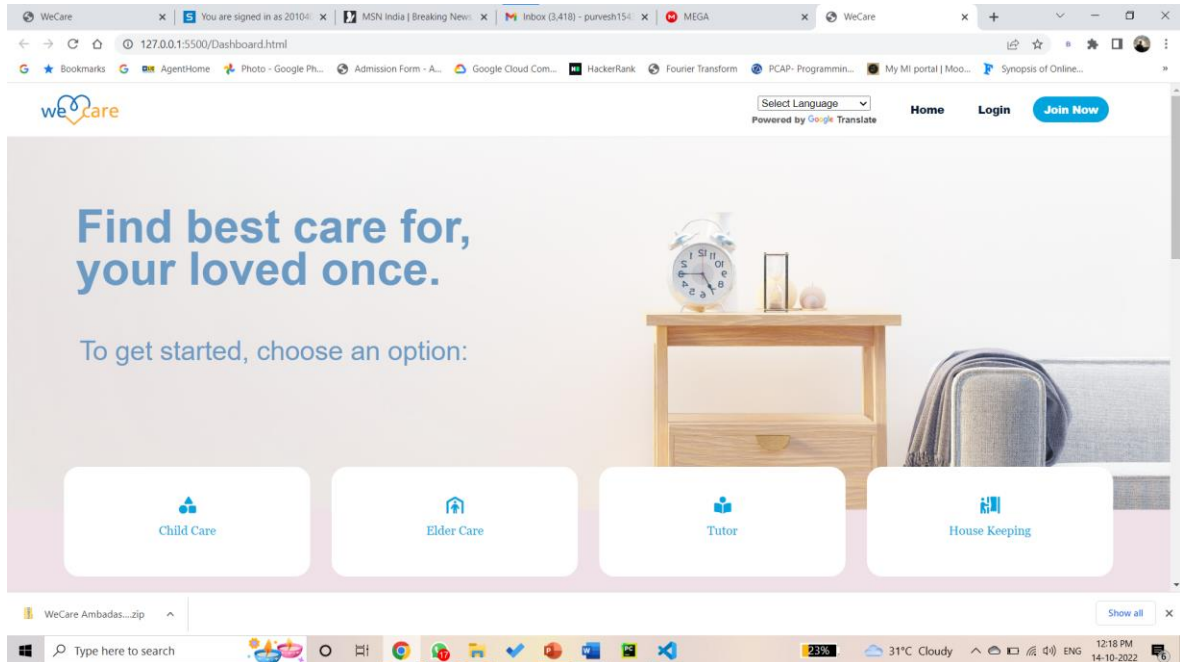 WeCare
You are signed in as 20104
MSN India | Breaking News
Inbox (3,418) - purvesh154
MEGA
WeCare
127.0.0.1:5500/Dashboard.html
Bookmarks
AgentHome
Photo - Google Ph...
Admission Form - A...
Google Cloud Com...
HackerRank
Fourier Transform
PCAP- Programmin...
My MI portal | Moo...
Synopsis of Online...
we care
Select Language
Powered by Google Translate
Home
Login
Join Now
Find best care for,
your loved once.
To get started, choose an option:
Child Care
Elder Care
Tutor
House Keeping
WeCare Ambadas....zip
Show all
Type here to search
23%
31°C Cloudy
ENG
12:18 PM
14-10-2022